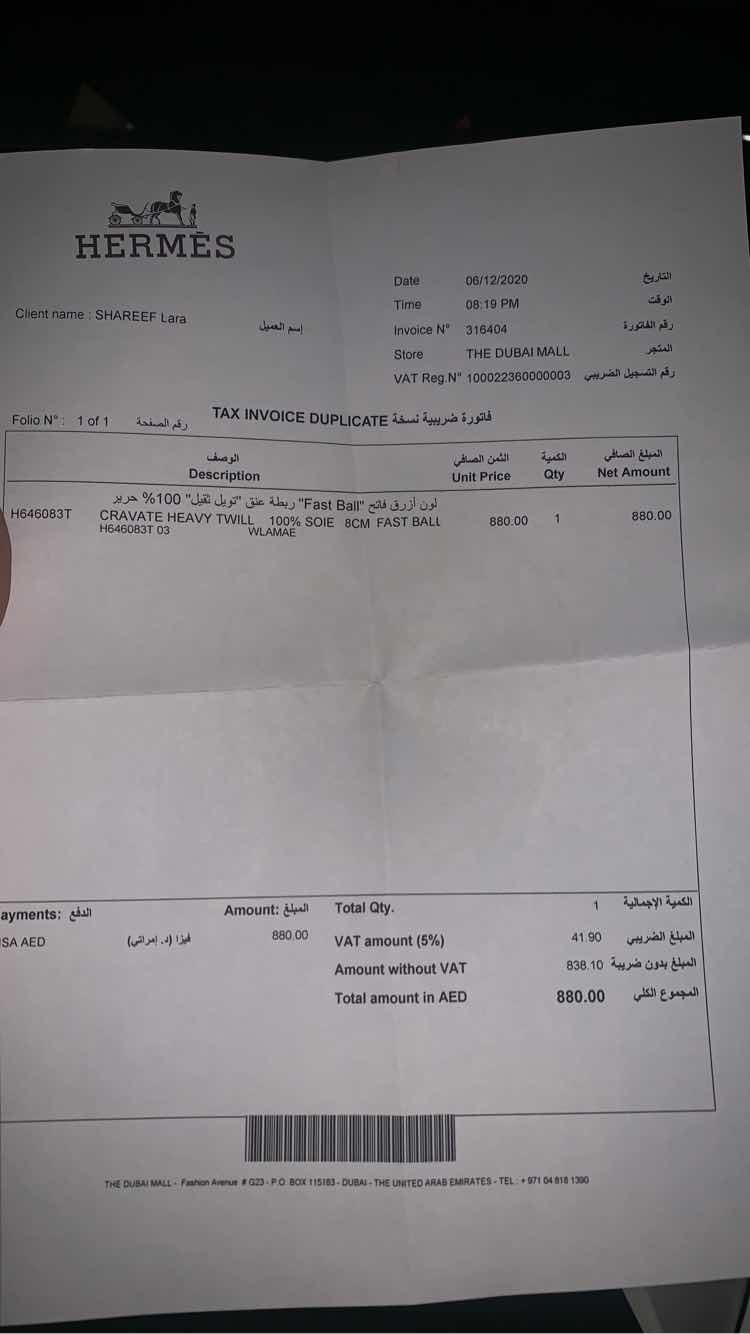 HERMÈS
Date 06/12/2020 التاريخ
Time 08:19 PM الوقت
Client name : SHAREEF Lara إسم العميل
Invoice N° 316404 رقم الفاتورة
Store THE DUBAI MALL المتجر
VAT Reg.N° 100022360000003 رقم التسجيل الضريبي
Folio N° : 1 of 1 رقم الصفحة
TAX INVOICE DUPLICATE فاتورة ضريبية نسخة
الوصف الثمن الصافي الكمية المبلغ الصافي
Description Unit Price Qty Net Amount
لون أزرق فاتح "Fast Ball" ربطة عنق "تويل ثقيل" 100% حرير
H646083T CRAVATE HEAVY TWILL 100% SOIE 8CM FAST BALL 880.00 1 880.00
H646083T 03 WLAMAE
ayments: الدفع Amount: المبلغ Total Qty. 1 الكمية الإجمالية
ISA AED فيزا (د. إمراتي) 880.00 VAT amount (5%) 41.90 المبلغ الضريبي
Amount without VAT 838.10 المبلغ بدون ضريبة
Total amount in AED 880.00 المجموع الكلي
THE DUBAI MALL - Fashion Avenue # G23 - P.O. BOX 115163 - DUBAI - THE UNITED ARAB EMIRATES - TEL : + 971 04 818 1390